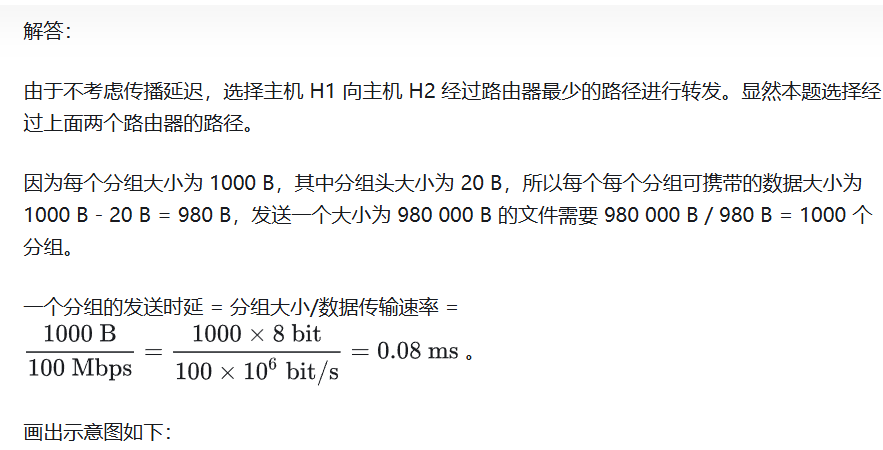 解答：
由于不考虑传播延迟，选择主机 H1 向主机 H2 经过路由器最少的路径进行转发。显然本题选择经
过上面两个路由器的路径。
因为每个分组大小为 1000 B，其中分组头大小为 20 B，所以每个每个分组可携带的数据大小为
1000 B - 20 B = 980 B，发送一个大小为 980 000 B 的文件需要 980 000 B / 980 B = 1000 个
分组。
一个分组的发送时延 = 分组大小/数据传输速率 =
\frac{1000 B}{100 Mbps} = \frac{1000 × 8 bit}{100 × 10^6 bit/s} = 0.08 ms 。
画出示意图如下：